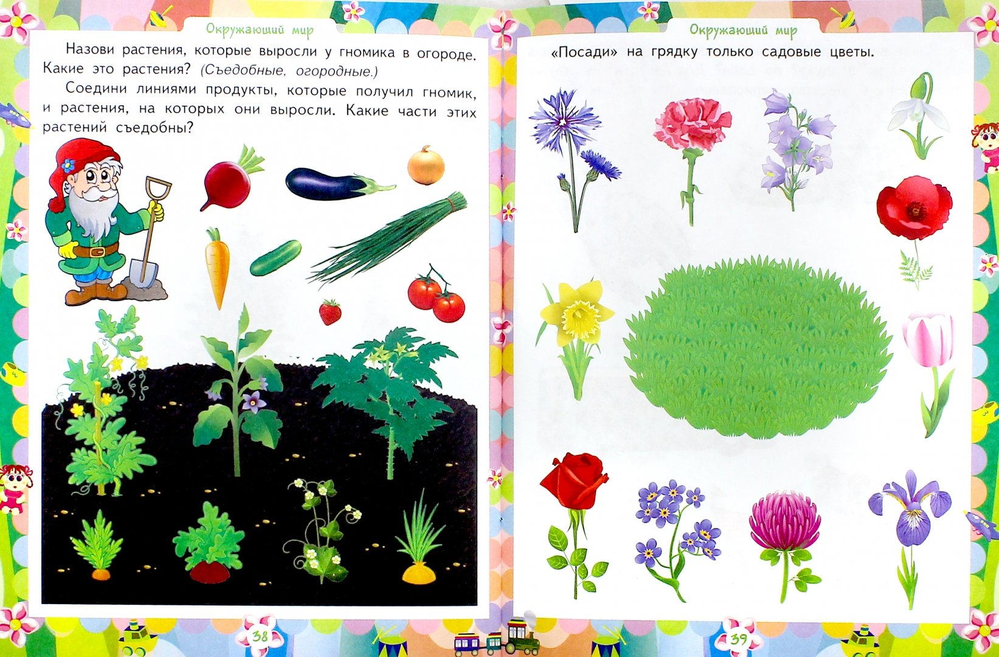 Окружающий мир
Назови растения, которые выросли у гномика в огороде.
Какие это растения? (Съедобные, огородные.)
Соедини линиями продукты, которые получил гномик,
и растения, на которых они выросли. Какие части этих
растений съедобны?
38
Окружающий мир
«Посади» на грядку только садовые цветы.
39